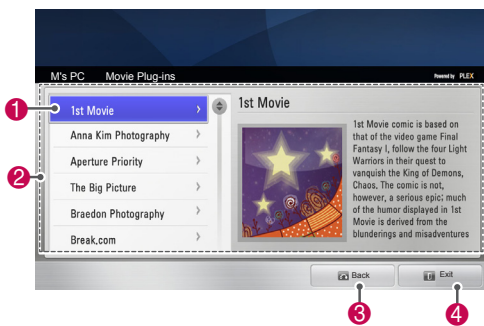 M's PC Movie Plug-ins Powered by PLEX
1st Movie
Anna Kim Photography
Aperture Priority
The Big Picture
Braedon Photography
Break.com
1st Movie
1st Movie comic is based on
that of the video game Final
Fantasy I, follow the four Light
Warriors in their quest to
vanquish the King of Demons,
Chaos. The comic is not,
however, a serious epic; much
of the humor displayed in 1st
Movie is derived from the
blunderings and misadventures
Back Exit
1
2
3
4